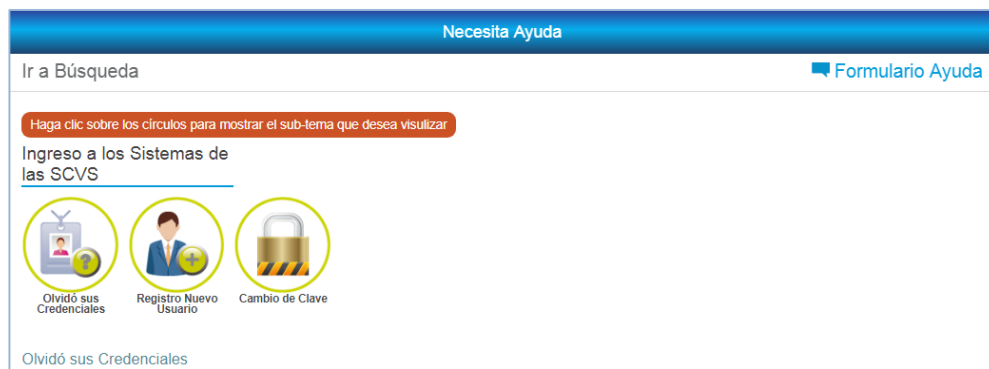 Necesita Ayuda
Ir a Búsqueda
Formulario Ayuda
Haga clic sobre los círculos para mostrar el sub-tema que desea visulizar
Ingreso a los Sistemas de
las SCVS
Olvidó sus
Credenciales
Registro Nuevo
Usuario
Cambio de Clave
Olvidó sus Credenciales